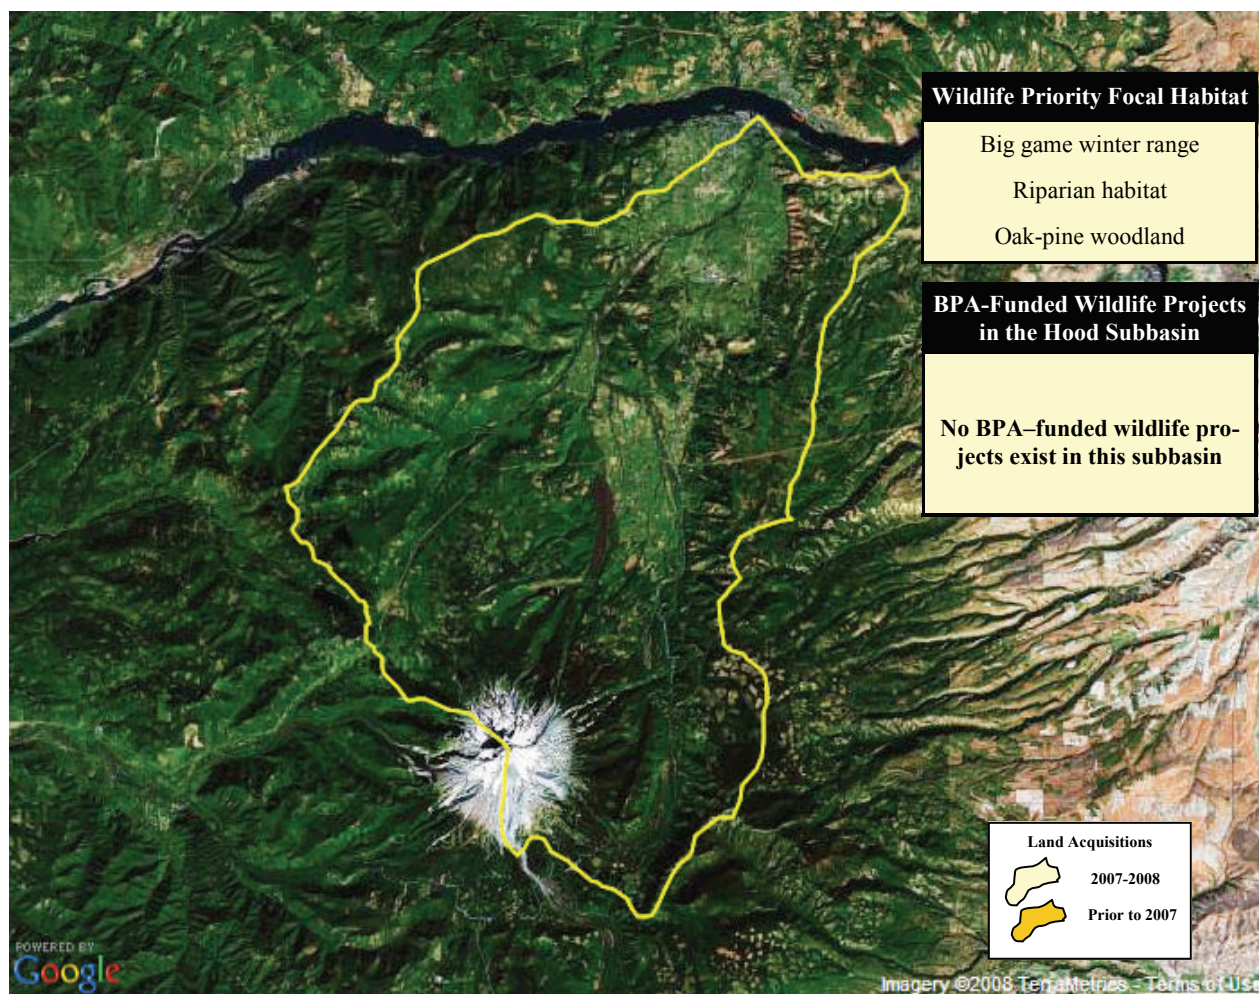 Wildlife Priority Focal Habitat
Big game winter range
Riparian habitat
Oak-pine woodland
BPA-Funded Wildlife Projects
in the Hood Subbasin
No BPA–funded wildlife pro-
jects exist in this subbasin
Land Acquisitions
2007-2008
Prior to 2007
POWERED BY
Google
Imagery ©2008 TerraMetrics - Terms of Us